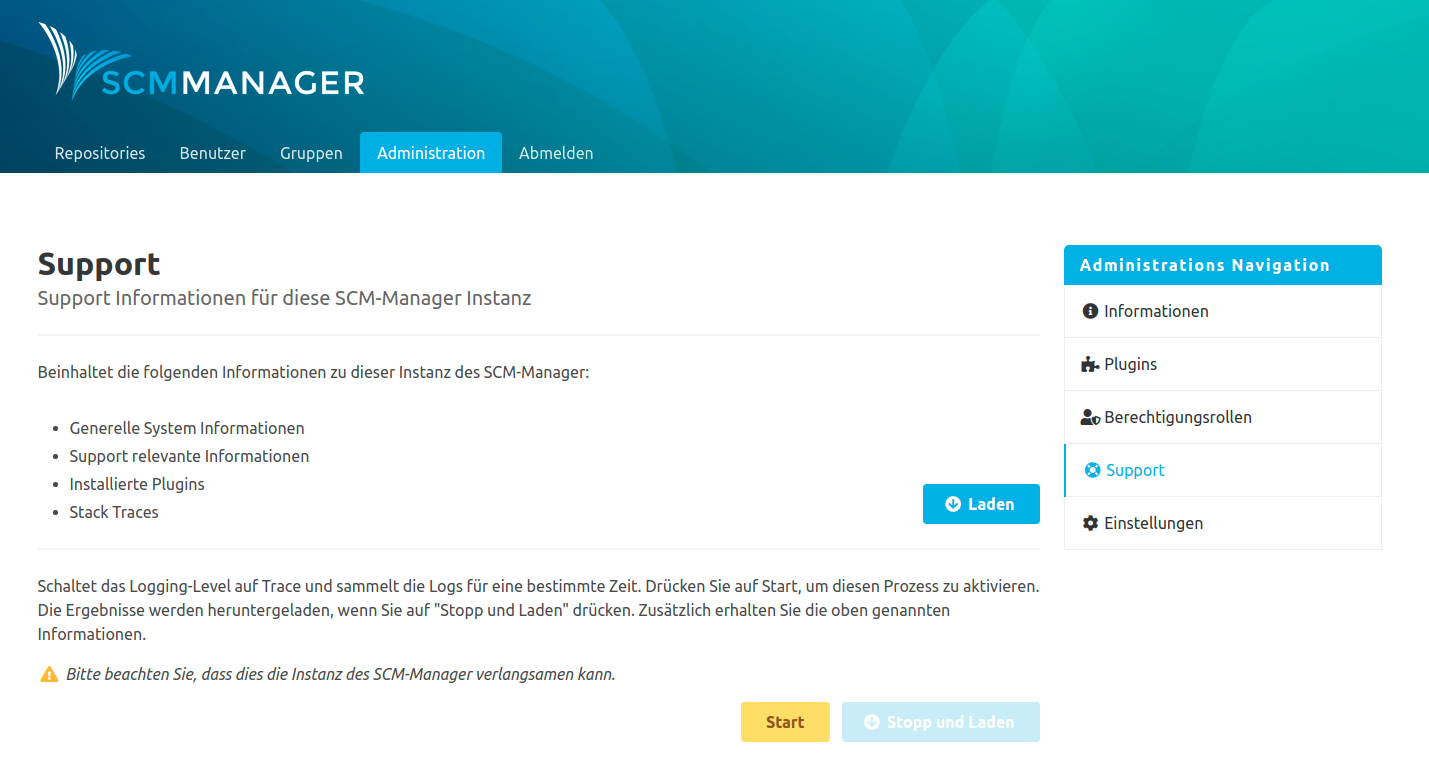 SCMMANAGER
Repositories Benutzer Gruppen Administration Abmelden
Support
Support Informationen für diese SCM-Manager Instanz
Beinhaltet die folgenden Informationen zu dieser Instanz des SCM-Manager:
Generelle System Informationen
Support relevante Informationen
Installierte Plugins
Stack Traces
Laden
Schaltet das Logging-Level auf Trace und sammelt die Logs für eine bestimmte Zeit. Drücken Sie auf Start, um diesen Prozess zu aktivieren.
Die Ergebnisse werden heruntergeladen, wenn Sie auf "Stopp und Laden" drücken. Zusätzlich erhalten Sie die oben genannten
Informationen.
Bitte beachten Sie, dass dies die Instanz des SCM-Manager verlangsamen kann.
Start Stopp und Laden
Administrations Navigation
Informationen
Plugins
Berechtigungsrollen
Support
Einstellungen